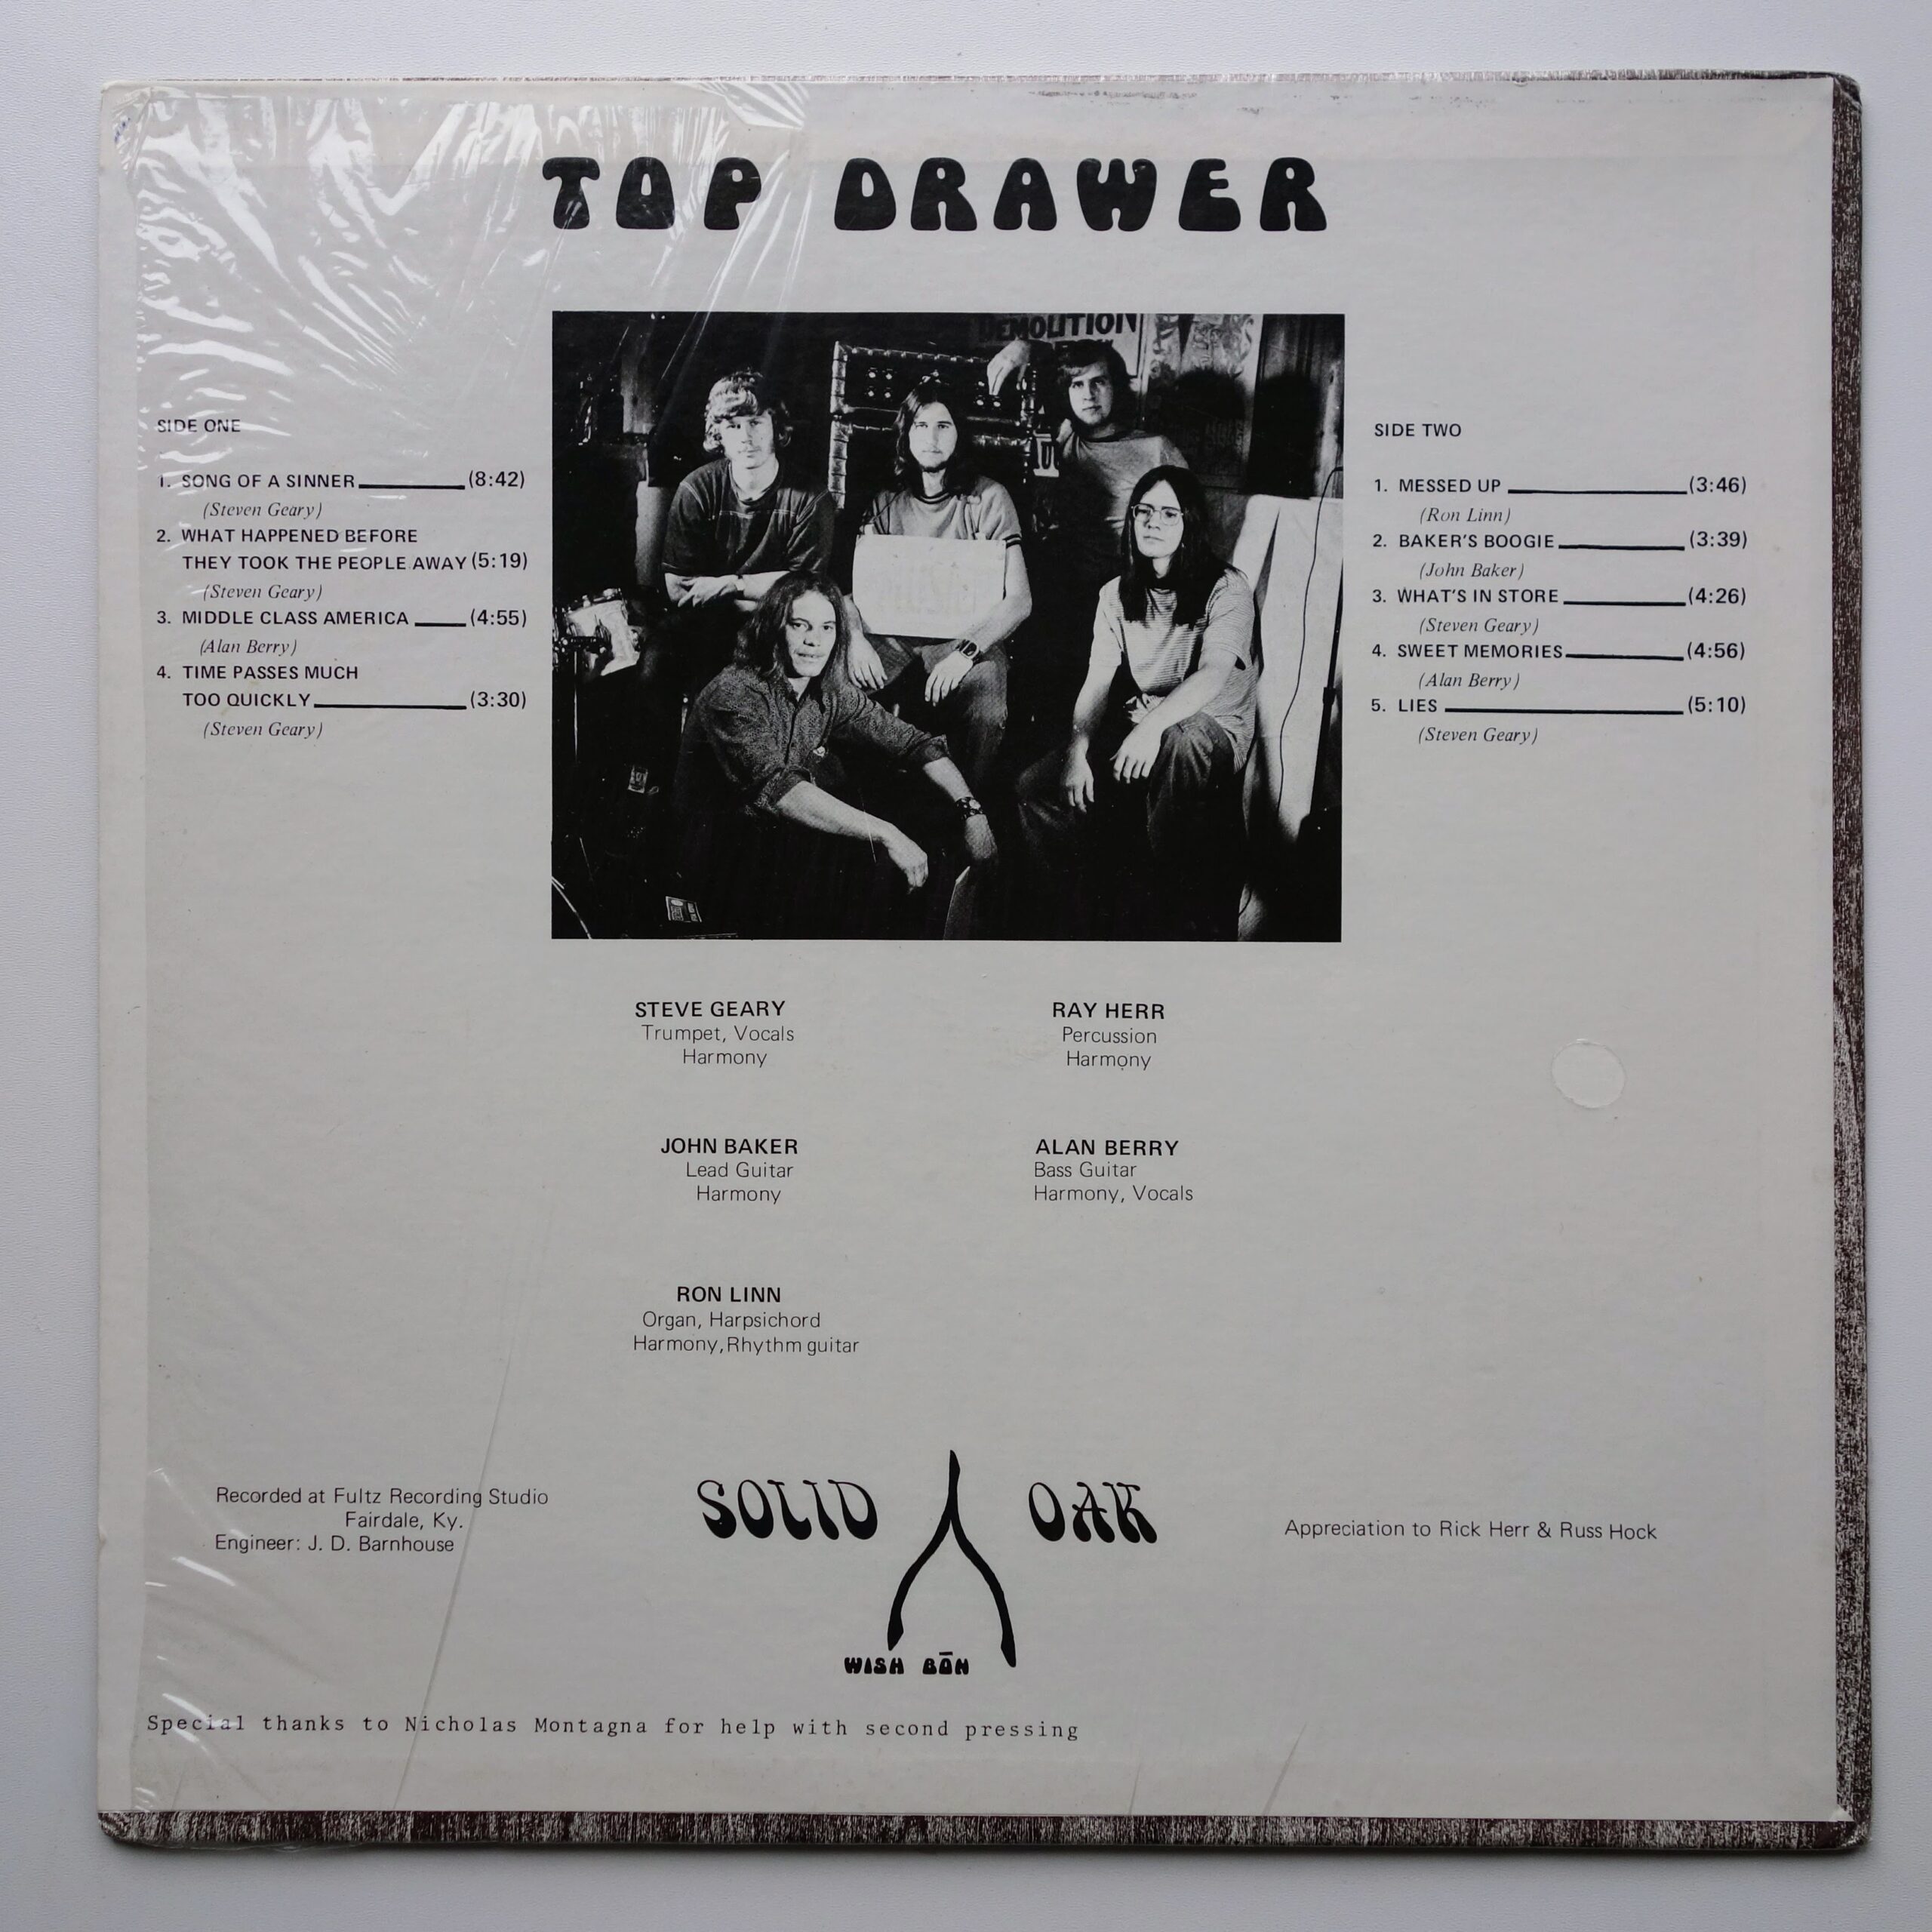 TOP DRAWER
DEMOLITION
SIDE ONE
1. SONG OF A SINNER (8:42)
(Steven Geary)
2. WHAT HAPPENED BEFORE
THEY TOOK THE PEOPLE AWAY (5:19)
(Steven Geary)
3. MIDDLE CLASS AMERICA (4:55)
(Alan Berry)
4. TIME PASSES MUCH
TOO QUICKLY (3:30)
(Steven Geary)
SIDE TWO
1. MESSED UP (3:46)
(Ron Linn)
2. BAKER'S BOOGIE (3:39)
(John Baker)
3. WHAT'S IN STORE (4:26)
(Steven Geary)
4. SWEET MEMORIES (4:56)
(Alan Berry)
5. LIES (5:10)
(Steven Geary)
STEVE GEARY
Trumpet, Vocals
Harmony
RAY HERR
Percussion
Harmony
JOHN BAKER
Lead Guitar
Harmony
ALAN BERRY
Bass Guitar
Harmony, Vocals
RON LINN
Organ, Harpsichord
Harmony, Rhythm guitar
Recorded at Fultz Recording Studio
Fairdale, Ky.
Engineer: J. D. Barnhouse
SOLID OAK
WISH BŌN
Appreciation to Rick Herr & Russ Hock
Special thanks to Nicholas Montagna for help with second pressing